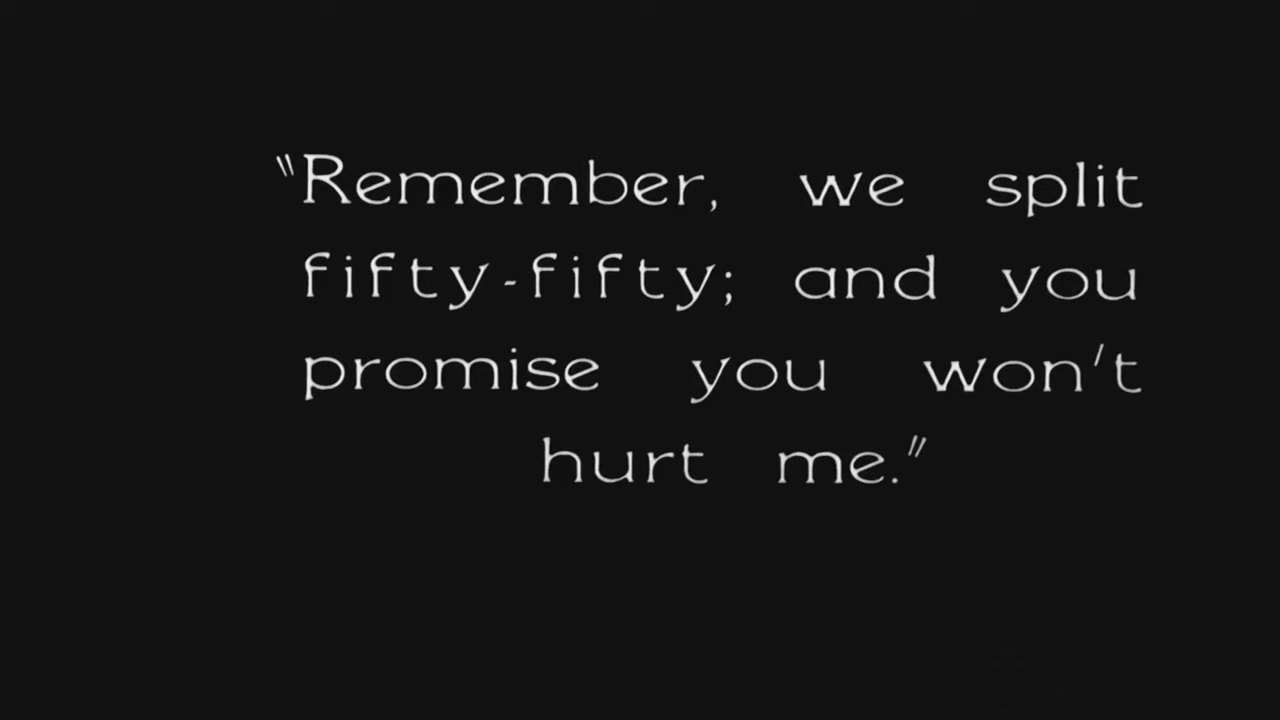 "Remember, we split
fifty-fifty; and you
promise you won't
hurt me."